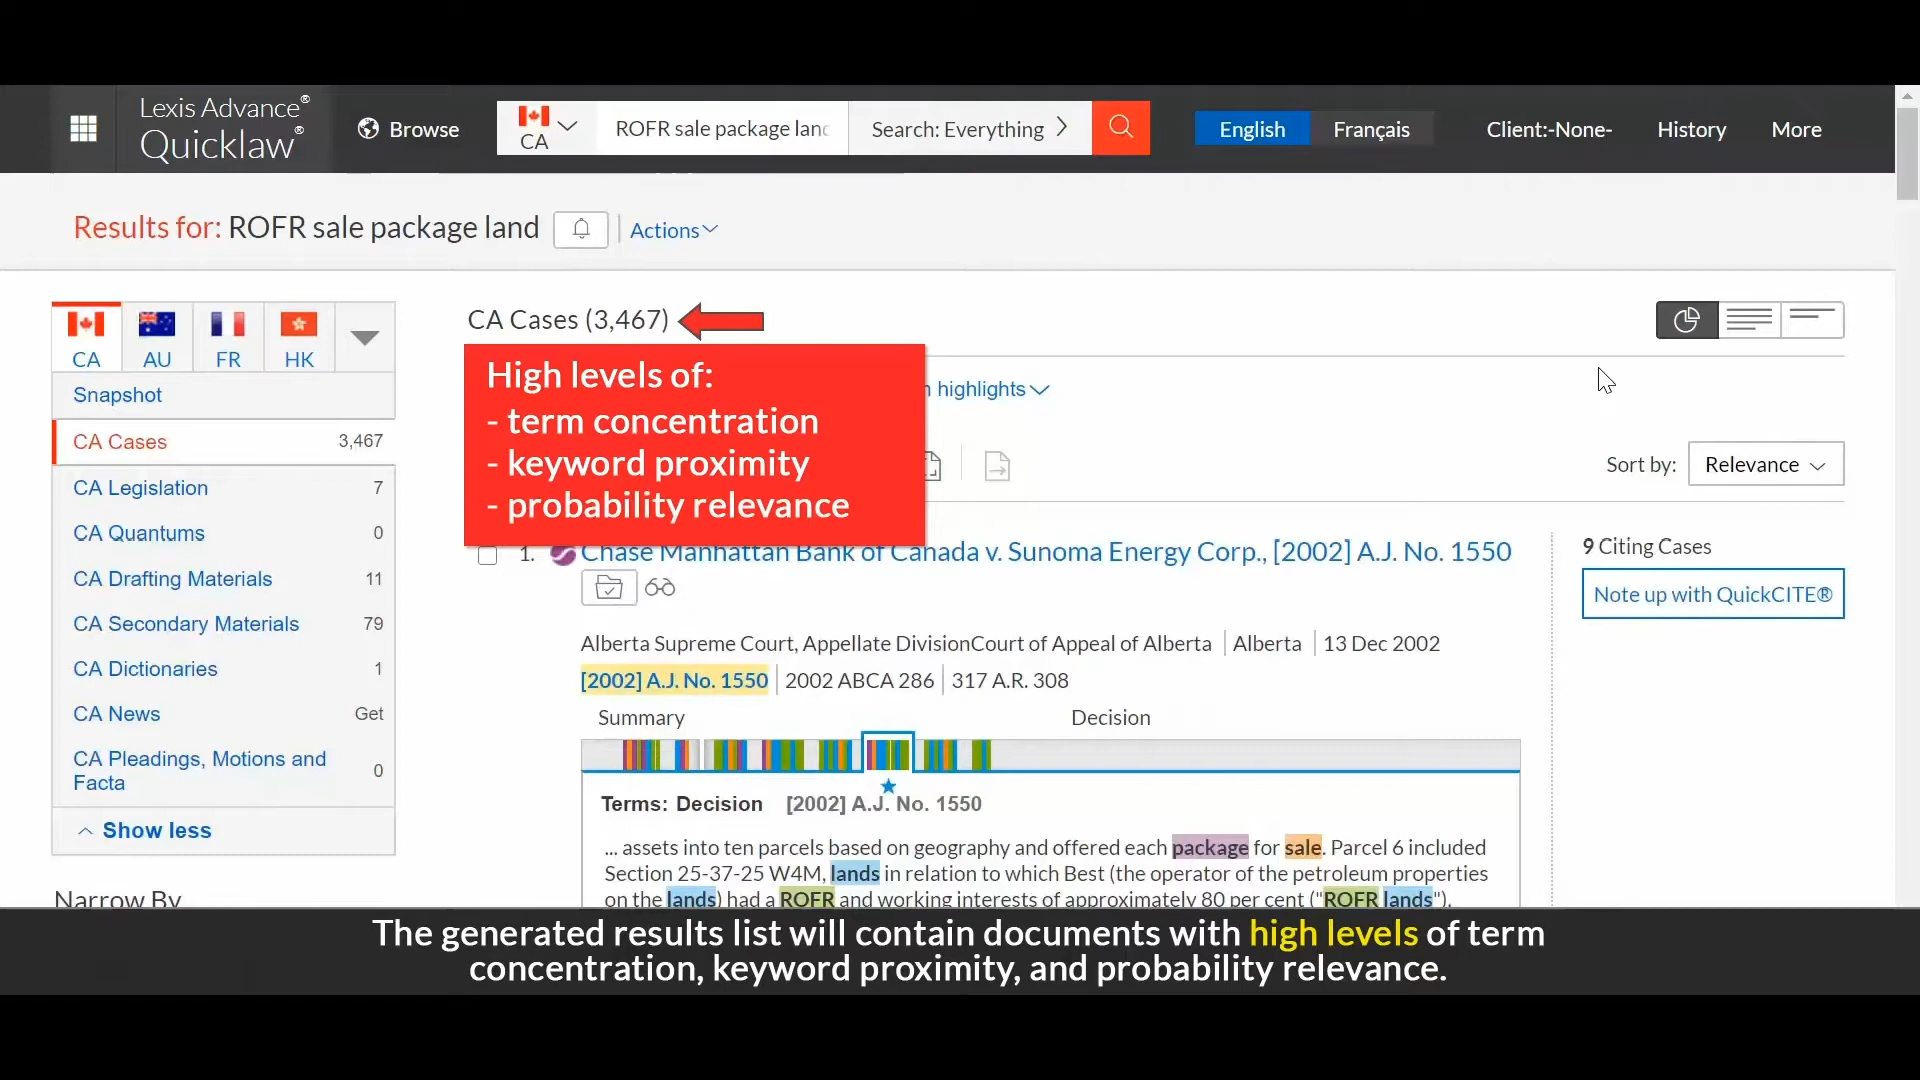 Lexis Advance®
Quicklaw®
Browse
CA
ROFR sale package land
Search: Everything
English
Français
Client:-None-
History
More
Results for: ROFR sale package land
Actions
CA
AU
FR
HK
Snapshot
CA Cases 3,467
CA Legislation 7
CA Quantums 0
CA Drafting Materials 11
CA Secondary Materials 79
CA Dictionaries 1
CA News Get
CA Pleadings, Motions and
Facta 0
Show less
Narrow By
CA Cases (3,467)
High levels of:
- term concentration
- keyword proximity
- probability relevance
highlights
Sort by: Relevance
1. Chase Manhattan Bank of Canada v. Sunoma Energy Corp., [2002] A.J. No. 1550
Alberta Supreme Court, Appellate DivisionCourt of Appeal of Alberta | Alberta | 13 Dec 2002
[2002] A.J. No. 1550 | 2002 ABCA 286 | 317 A.R. 308
Summary Decision
Terms: Decision [2002] A.J. No. 1550
... assets into ten parcels based on geography and offered each package for sale. Parcel 6 included
Section 25-37-25 W4M, lands in relation to which Best (the operator of the petroleum properties
on the lands) had a ROFR and working interests of approximately 80 per cent ("ROFR lands").
9 Citing Cases
Note up with QuickCITE®
The generated results list will contain documents with high levels of term
concentration, keyword proximity, and probability relevance.